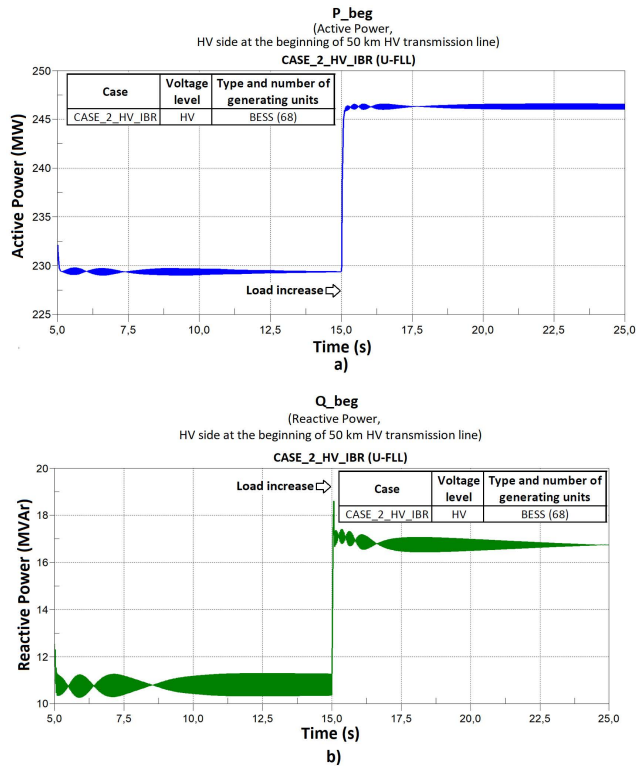 P_beg
(Active Power,
HV side at the beginning of 50 km HV transmission line)
CASE_2_HV_IBR (U-FLL)
Case
Voltage level
Type and number of generating units
CASE_2_HV_IBR HV BESS (68)
Active Power (MW)
250
245
240
235
230
225
Load increase
5,0 7,5 10,0 12,5 15,0 17,5 20,0 22,5 25,0
Time (s)
a)
Q_beg
(Reactive Power,
HV side at the beginning of 50 km HV transmission line)
CASE_2_HV_IBR (U-FLL)
Load increase
Case
Voltage level
Type and number of generating units
CASE_2_HV_IBR HV BESS (68)
Reactive Power (MVAr)
20
18
16
14
12
10
5,0 7,5 10,0 12,5 15,0 17,5 20,0 22,5 25,0
Time (s)
b)